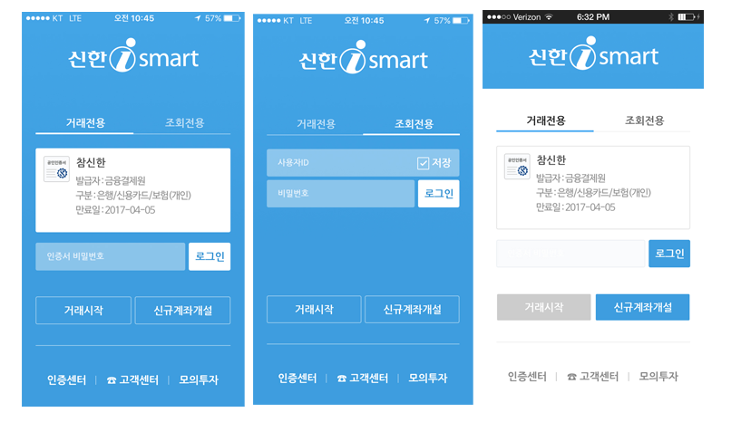 ●●●●● KT LTE 오전 10:45 57%
신한 i smart
거래전용 조회전용
공인인증서
참신한
발급자 : 금융결제원
구분 : 은행/신용카드/보험(개인)
만료일 : 2017-04-05
인증서 비밀번호 로그인
거래시작 신규계좌개설
인증센터 | ☎ 고객센터 | 모의투자
●●●●● KT LTE 오전 10:45 57%
신한 i smart
거래전용 조회전용
사용자ID 저장
비밀번호 로그인
거래시작 신규계좌개설
인증센터 | ☎ 고객센터 | 모의투자
●●●○○ Verizon 6:32 PM
신한 i smart
거래전용 조회전용
공인인증서
참신한
발급자 : 금융결제원
구분 : 은행/신용카드/보험(개인)
만료일 : 2017-04-05
로그인
거래시작 신규계좌개설
인증센터 | ☎ 고객센터 | 모의투자